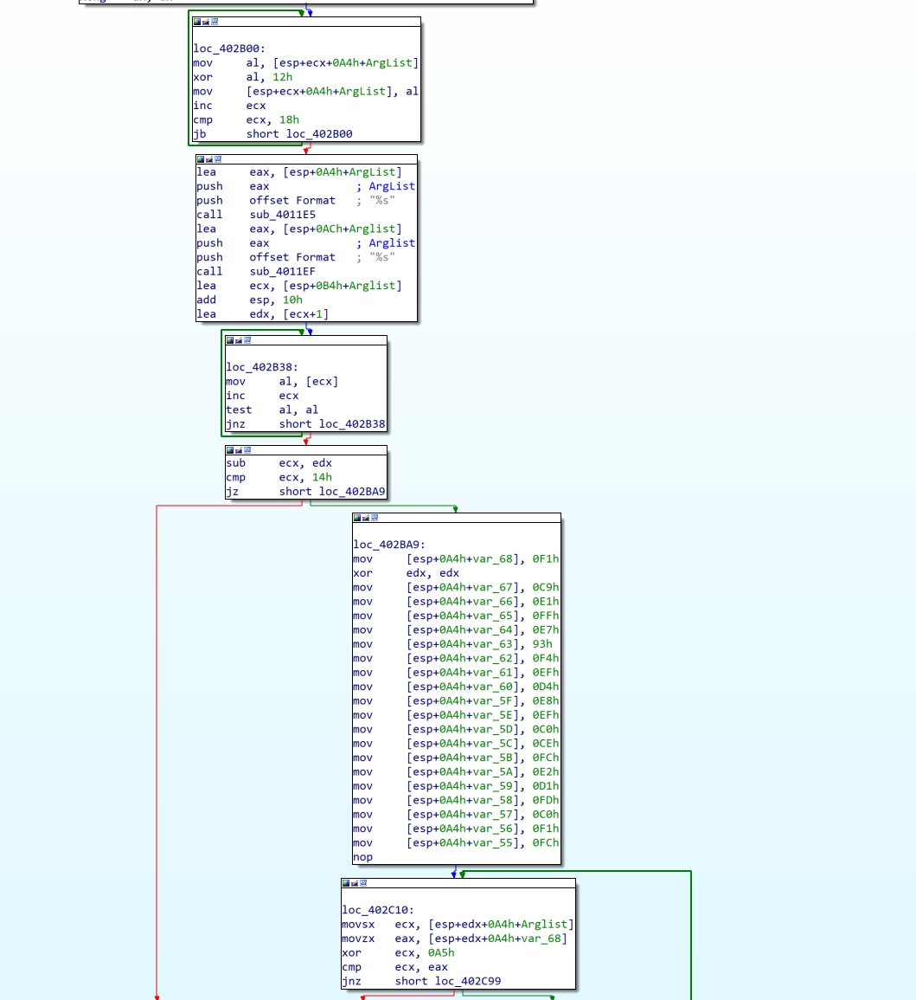 loc_402B00:
mov al, [esp+ecx+0A4h+ArgList]
xor al, 12h
mov [esp+ecx+0A4h+ArgList], al
inc ecx
cmp ecx, 18h
jb short loc_402B00
lea eax, [esp+0A4h+ArgList]
push eax ; ArgList
push offset Format ; "%s"
call sub_4011E5
lea eax, [esp+0ACh+Arglist]
push eax ; Arglist
push offset Format ; "%s"
call sub_4011EF
lea ecx, [esp+0B4h+Arglist]
add esp, 10h
lea edx, [ecx+1]
loc_402B38:
mov al, [ecx]
inc ecx
test al, al
jnz short loc_402B38
sub ecx, edx
cmp ecx, 14h
jz short loc_402BA9
loc_402BA9:
mov [esp+0A4h+var_68], 0F1h
xor edx, edx
mov [esp+0A4h+var_67], 0C9h
mov [esp+0A4h+var_66], 0E1h
mov [esp+0A4h+var_65], 0FFh
mov [esp+0A4h+var_64], 0E7h
mov [esp+0A4h+var_63], 93h
mov [esp+0A4h+var_62], 0F4h
mov [esp+0A4h+var_61], 0EFh
mov [esp+0A4h+var_60], 0D4h
mov [esp+0A4h+var_5F], 0E8h
mov [esp+0A4h+var_5E], 0EFh
mov [esp+0A4h+var_5D], 0C0h
mov [esp+0A4h+var_5C], 0CEh
mov [esp+0A4h+var_5B], 0FCh
mov [esp+0A4h+var_5A], 0E2h
mov [esp+0A4h+var_59], 0D1h
mov [esp+0A4h+var_58], 0FDh
mov [esp+0A4h+var_57], 0C0h
mov [esp+0A4h+var_56], 0F1h
mov [esp+0A4h+var_55], 0FCh
nop
loc_402C10:
movsx ecx, [esp+edx+0A4h+Arglist]
movzx eax, [esp+edx+0A4h+var_68]
xor ecx, 0A5h
cmp ecx, eax
jnz short loc_402C99